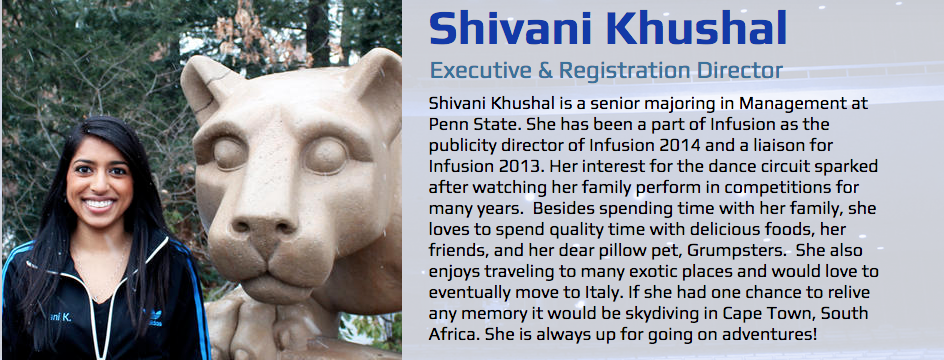 Shivani Khushal
Executive & Registration Director
Shivani Khushal is a senior majoring in Management at
Penn State. She has been a part of Infusion as the
publicity director of Infusion 2014 and a liaison for
Infusion 2013. Her interest for the dance circuit sparked
after watching her family perform in competitions for
many years.  Besides spending time with her family, she
loves to spend quality time with delicious foods, her
friends, and her dear pillow pet, Grumpsters.  She also
enjoys traveling to many exotic places and would love to
eventually move to Italy. If she had one chance to relive
any memory it would be skydiving in Cape Town, South
Africa. She is always up for going on adventures!
ani K.
adidas